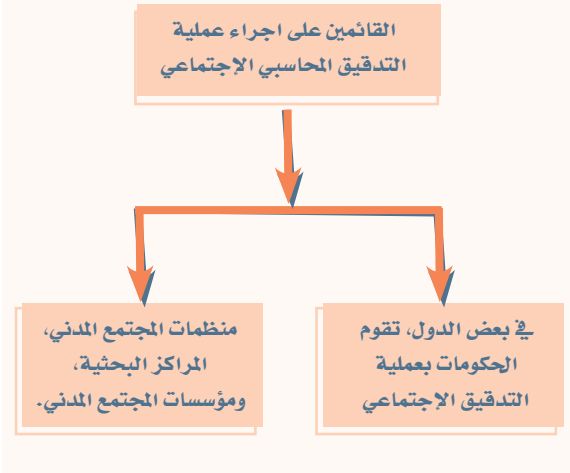 القائمين على اجراء عملية
التدقيق المحاسبي الإجتماعي
في بعض الدول، تقوم
الحكومات بعملية
التدقيق الإجتماعي
منظمات المجتمع المدني،
المراكز البحثية،
ومؤسسات المجتمع المدني.